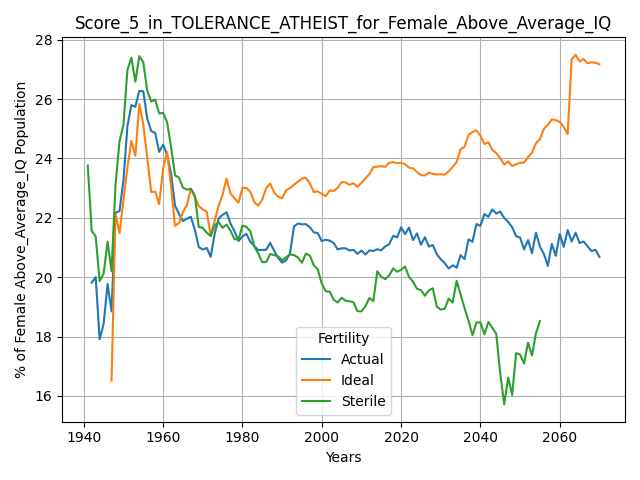 Score_5_in_TOLERANCE_ATHEIST_for_Female_Above_Average_IQ
% of Female Above_Average_IQ Population
28
26
24
22
20
18
16
Fertility
Actual
Ideal
Sterile
1940 1960 1980 2000 2020 2040 2060
Years